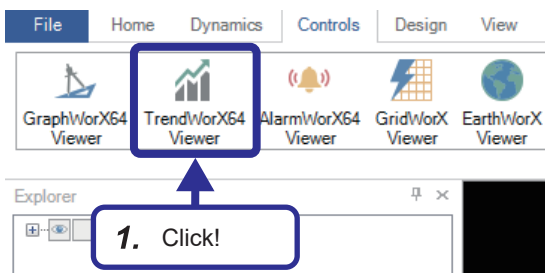 File Home Dynamics Controls Design View
GraphWorX64 TrendWorX64 AlarmWorX64 GridWorX EarthWorX
Viewer Viewer Viewer Viewer Viewer
Explorer
1. Click!